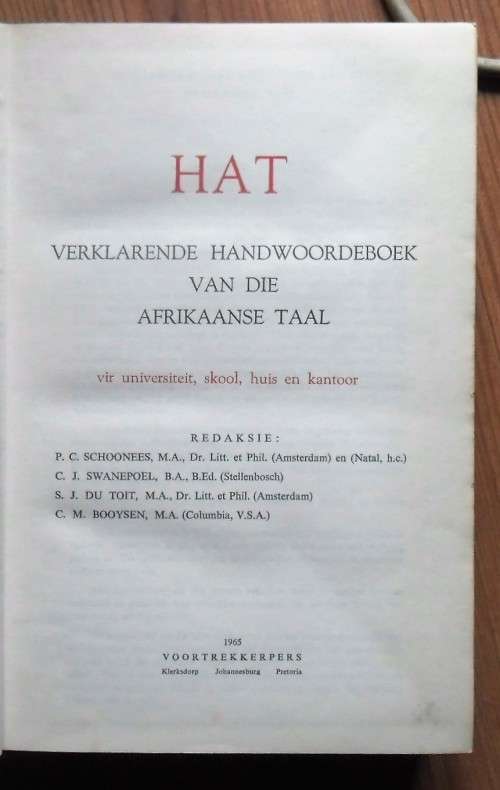 HAT
VERKLARENDE HANDWOORDEBOEK
VAN DIE
AFRIKAANSE TAAL
vir universiteit, skool, huis en kantoor
REDAKSIE:
P. C. SCHOONEES, M.A., Dr. Litt. et Phil. (Amsterdam) en (Natal, h.c.)
C. J. SWANEPOEL, B.A., B.Ed. (Stellenbosch)
S. J. DU TOIT, M.A., Dr. Litt. et Phil. (Amsterdam)
C. M. BOOYSEN, M.A. (Columbia, V.S.A.)
1965
VOORTREKKERPERS
Klerksdorp Johannesburg Pretoria